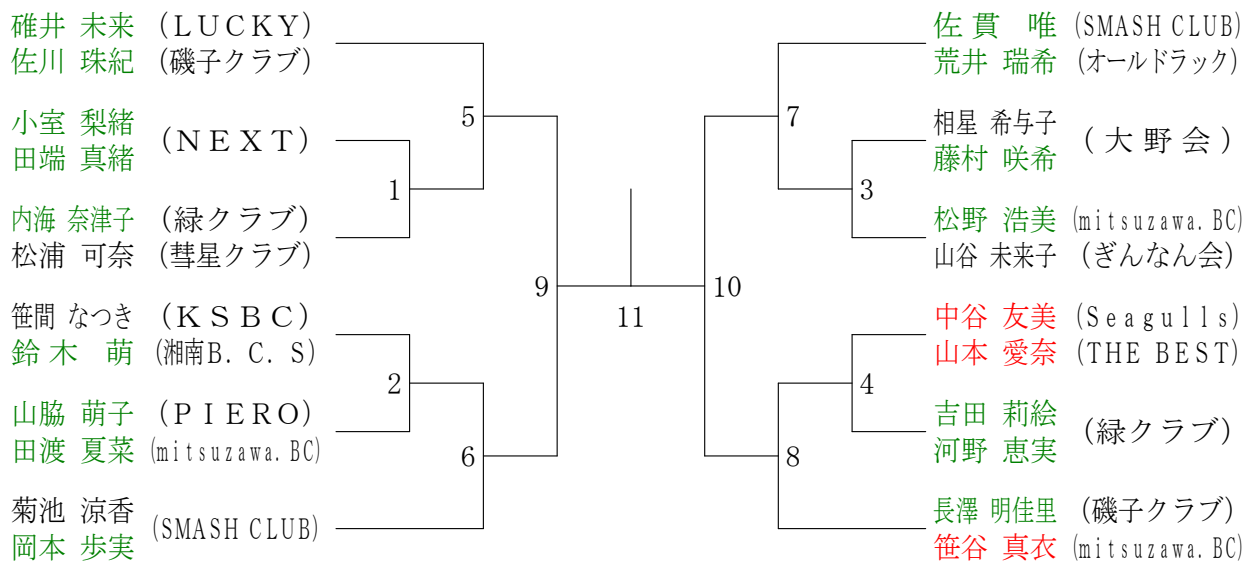 碓井 未来 (ＬＵＣＫＹ)
佐川 珠紀 (磯子クラブ)
5
小室 梨緒
田端 真緒
(ＮＥＸＴ)
1
内海 奈津子 (緑クラブ)
松浦 可奈 (彗星クラブ)
9
笹間 なつき (ＫＳＢＣ)
鈴木 萌 (湘南B. C. S)
2
山脇 萌子 (ＰＩＥＲＯ)
田渡 夏菜 (mitsuzawa. BC)
6
菊池 涼香
岡本 歩実
(SMASH CLUB)
11
佐貫 唯 (SMASH CLUB)
荒井 瑞希 (オールドラック)
7
相星 希与子
藤村 咲希
(大野会)
3
松野 浩美 (mitsuzawa. BC)
山谷 未来子 (ぎんなん会)
10
中谷 友美 (Seagulls)
山本 愛奈 (THE BEST)
4
吉田 莉絵
河野 恵実
(緑クラブ)
8
長澤 明佳里 (磯子クラブ)
笹谷 真衣 (mitsuzawa. BC)